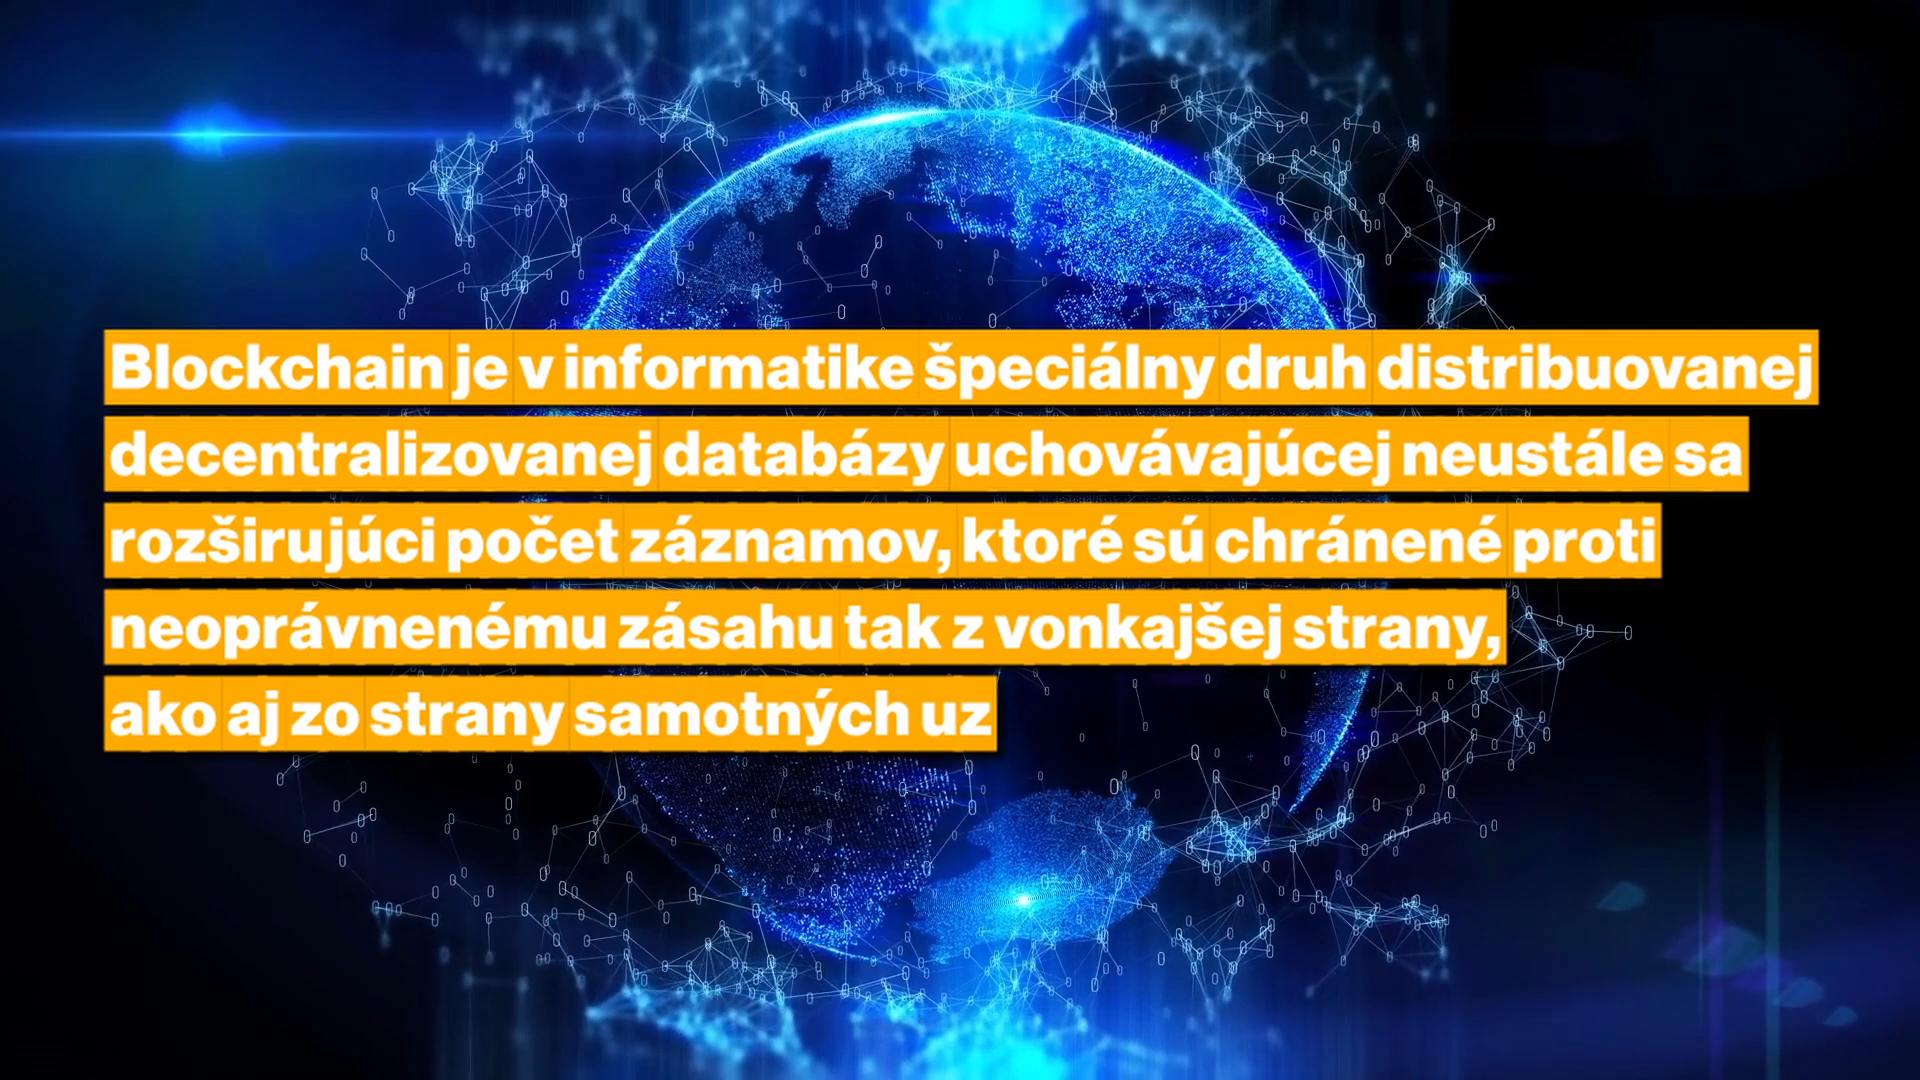 Blockchain je v informatike špeciálny druh distribuovanej
decentralizovanej databázy uchovávajúcej neustále sa
rozširujúci počet záznamov, ktoré sú chránené proti
neoprávnenému zásahu tak z vonkajšej strany,
ako aj zo strany samotných uz